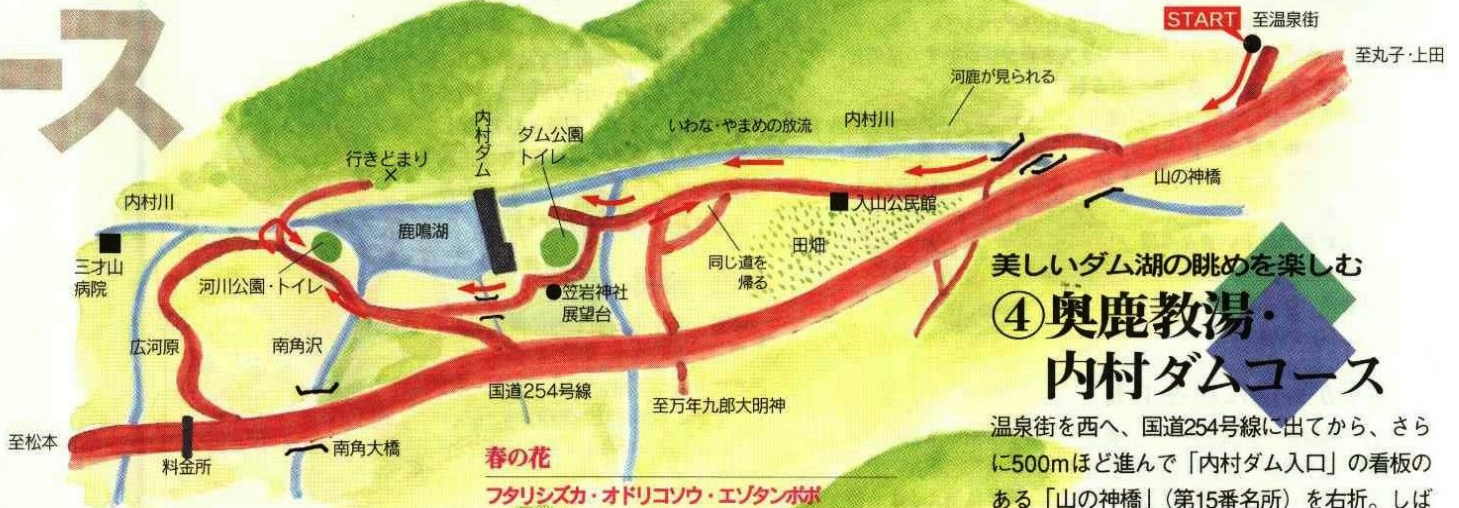 ース
START
至温泉街
至丸子・上田
河鹿が見られる
内村川
いわな・やまめの放流
ダム公園
トイレ
内村ダム
行きどまり
内村川
鹿鳴湖
入山公民館
山の神橋
田畑
同じ道を
帰る
三才山
病院
河川公園・トイレ
笠岩神社
展望台
広河原
南角沢
国道254号線
至万年九郎大明神
至松本
料金所
南角大橋
春の花
フタリシズカ・オドリコソウ・エゾタンポポ
美しいダム湖の眺めを楽しむ
④奥鹿教湯・
内村ダムコース
温泉街を西へ、国道254号線に出てから、さら
に500mほど進んで「内村ダム入口」の看板の
ある「山の神橋」（第15番名所）を右折。しば